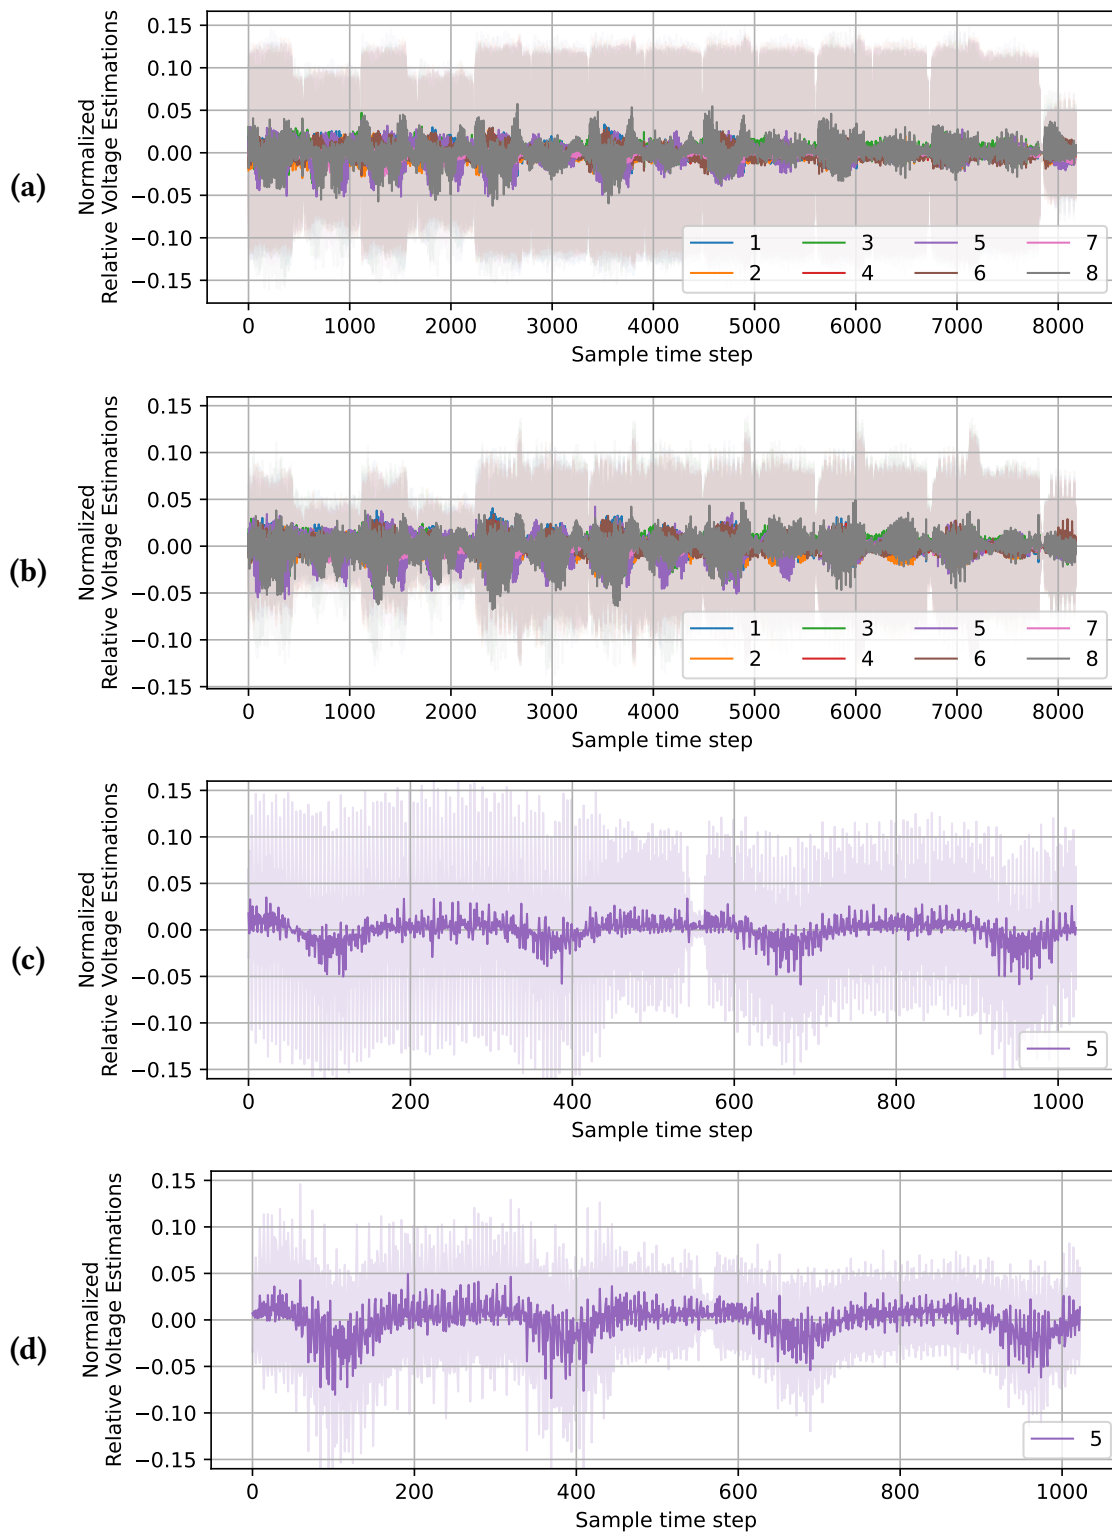 (a)
Normalized
Relative Voltage Estimations
0.15
0.10
0.05
0.00
−0.05
−0.10
−0.15
1 3 5 7
2 4 6 8
0 1000 2000 3000 4000 5000 6000 7000 8000
Sample time step
(b)
Normalized
Relative Voltage Estimations
0.15
0.10
0.05
0.00
−0.05
−0.10
−0.15
1 3 5 7
2 4 6 8
0 1000 2000 3000 4000 5000 6000 7000 8000
Sample time step
(c)
Normalized
Relative Voltage Estimations
0.15
0.10
0.05
0.00
−0.05
−0.10
−0.15
5
0 200 400 600 800 1000
Sample time step
(d)
Normalized
Relative Voltage Estimations
0.15
0.10
0.05
0.00
−0.05
−0.10
−0.15
5
0 200 400 600 800 1000
Sample time step